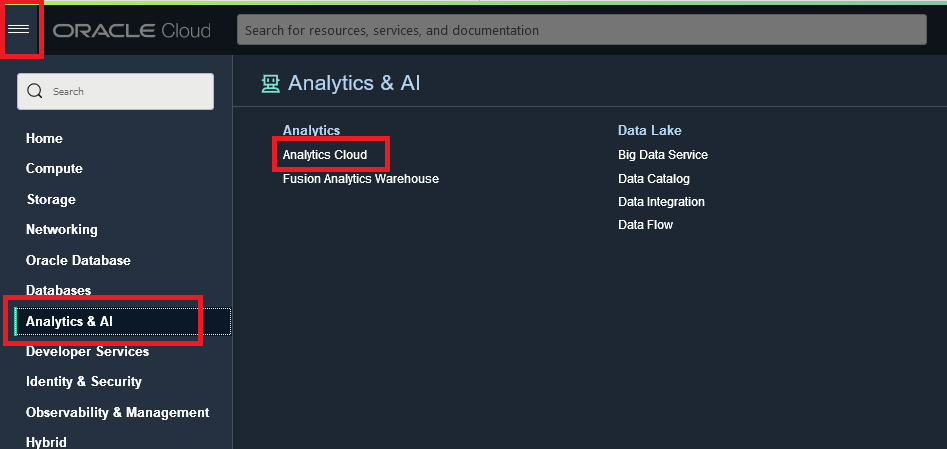 ORACLE Cloud
Search for resources, services, and documentation
Search
Home
Compute
Storage
Networking
Oracle Database
Databases
Analytics & AI
Developer Services
Identity & Security
Observability & Management
Hybrid
Analytics & AI
Analytics
Analytics Cloud
Fusion Analytics Warehouse
Data Lake
Big Data Service
Data Catalog
Data Integration
Data Flow